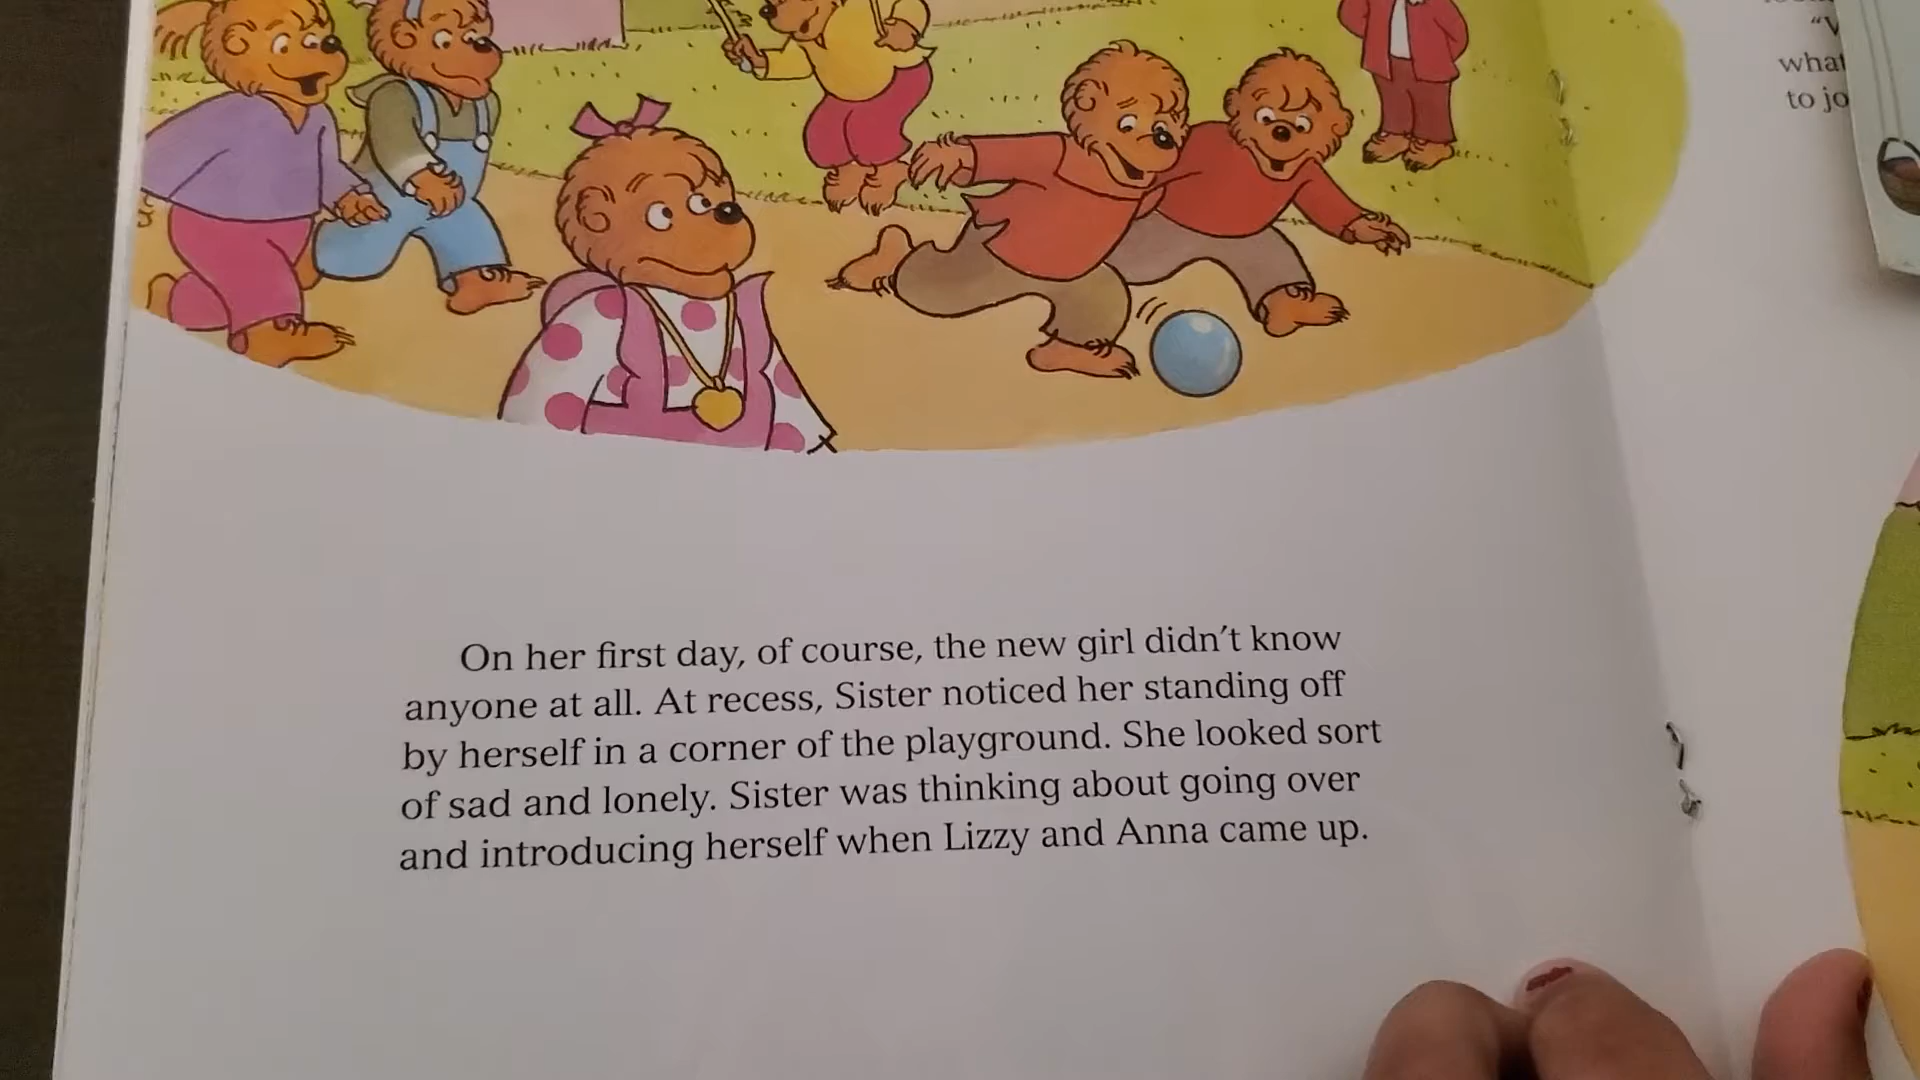 On her first day, of course, the new girl didn't know
anyone at all. At recess, Sister noticed her standing off
by herself in a corner of the playground. She looked sort
of sad and lonely. Sister was thinking about going over
and introducing herself when Lizzy and Anna came up.
to